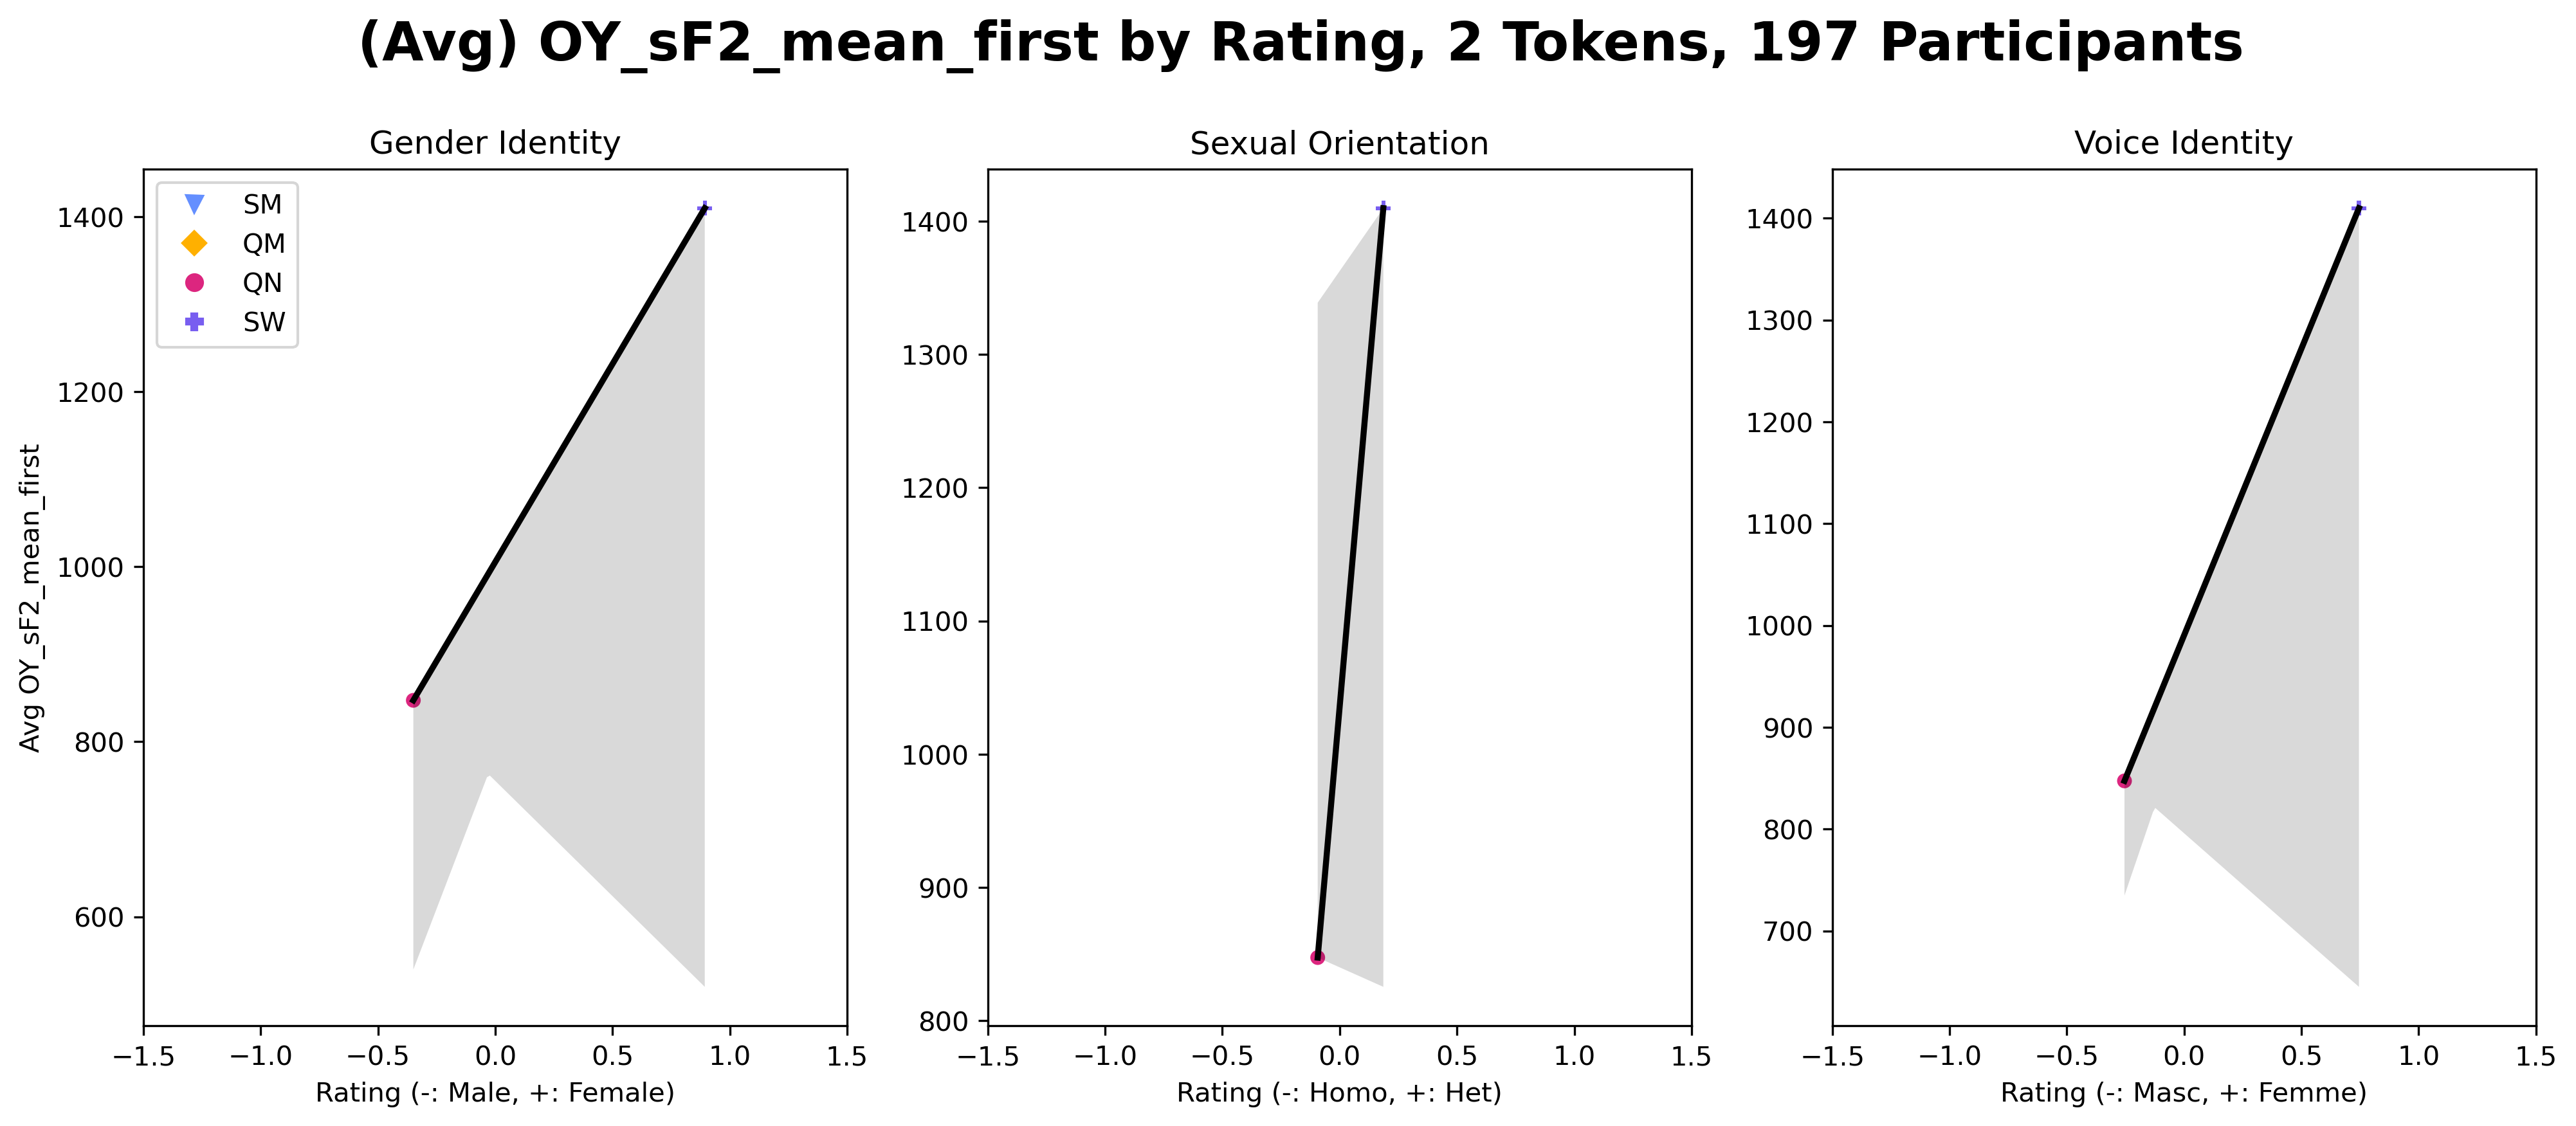 (Avg) OY_sF2_mean_first by Rating, 2 Tokens, 197 Participants
Gender Identity
SM
QM
QN
SW
1400
1200
1000
800
600
Avg OY_sF2_mean_first
−1.5 −1.0 −0.5 0.0 0.5 1.0 1.5
Rating (-: Male, +: Female)
Sexual Orientation
1400
1300
1200
1100
1000
900
800
−1.5 −1.0 −0.5 0.0 0.5 1.0 1.5
Rating (-: Homo, +: Het)
Voice Identity
1400
1300
1200
1100
1000
900
800
700
−1.5 −1.0 −0.5 0.0 0.5 1.0 1.5
Rating (-: Masc, +: Femme)